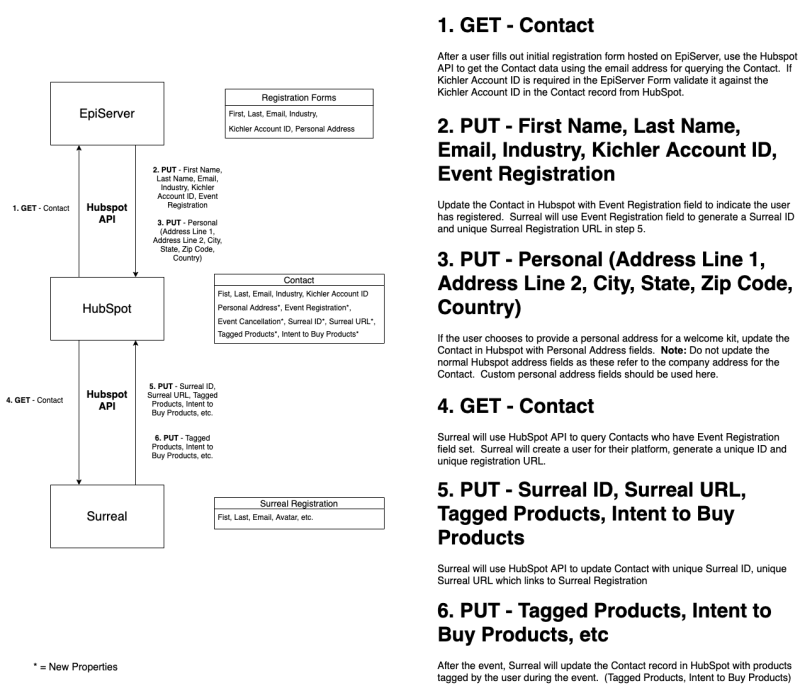 EpiServer
Registration Forms
First, Last, Email, Industry,
Kichler Account ID, Personal Address
1. GET - Contact
Hubspot
API
2. PUT - First Name,
Last Name, Email,
Industry, Kichler
Account ID, Event
Registration
3. PUT - Personal
(Address Line 1,
Address Line 2, City,
State, Zip Code,
Country)
HubSpot
Contact
Fist, Last, Email, Industry, Kichler Account ID
Personal Address*, Event Registration*,
Event Cancellation*, Surreal ID*, Surreal URL*,
Tagged Products*, Intent to Buy Products*
4. GET - Contact
Hubspot
API
5. PUT - Surreal ID,
Surreal URL, Tagged
Products, Intent to
Buy Products, etc.
6. PUT - Tagged
Products, Intent to
Buy Products, etc.
Surreal
Surreal Registration
Fist, Last, Email, Avatar, etc.
* = New Properties
1. GET - Contact
After a user fills out initial registration form hosted on EpiServer, use the Hubspot
API to get the Contact data using the email address for querying the Contact. If
Kichler Account ID is required in the EpiServer Form validate it against the
Kichler Account ID in the Contact record from HubSpot.
2. PUT - First Name, Last Name,
Email, Industry, Kichler Account ID,
Event Registration
Update the Contact in Hubspot with Event Registration field to indicate the user
has registered. Surreal will use Event Registration field to generate a Surreal ID
and unique Surreal Registration URL in step 5.
3. PUT - Personal (Address Line 1,
Address Line 2, City, State, Zip Code,
Country)
If the user chooses to provide a personal address for a welcome kit, update the
Contact in Hubspot with Personal Address fields. Note: Do not update the
normal Hubspot address fields as these refer to the company address for the
Contact. Custom personal address fields should be used here.
4. GET - Contact
Surreal will use HubSpot API to query Contacts who have Event Registration
field set. Surreal will create a user for their platform, generate a unique ID and
unique registration URL.
5. PUT - Surreal ID, Surreal URL,
Tagged Products, Intent to Buy
Products
Surreal will use HubSpot API to update Contact with unique Surreal ID, unique
Surreal URL which links to Surreal Registration
6. PUT - Tagged Products, Intent to
Buy Products, etc
After the event, Surreal will update the Contact record in HubSpot with products
tagged by the user during the event. (Tagged Products, Intent to Buy Products)